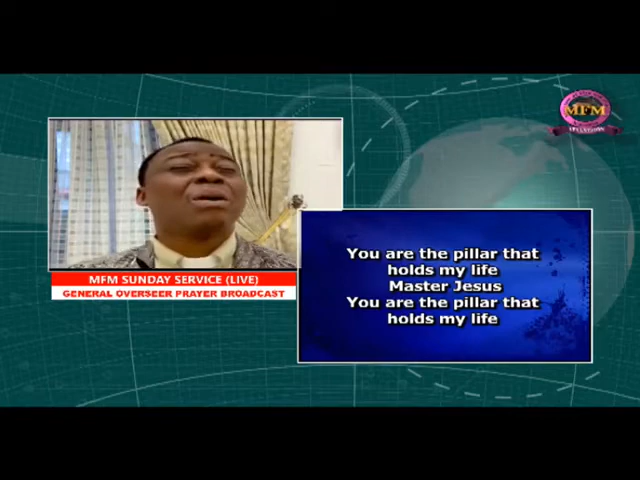 MFM
TELEVISION
MFM SUNDAY SERVICE (LIVE)
GENERAL OVERSEER PRAYER BROADCAST
You are the pillar that
holds my life
Master Jesus
You are the pillar that
holds my life